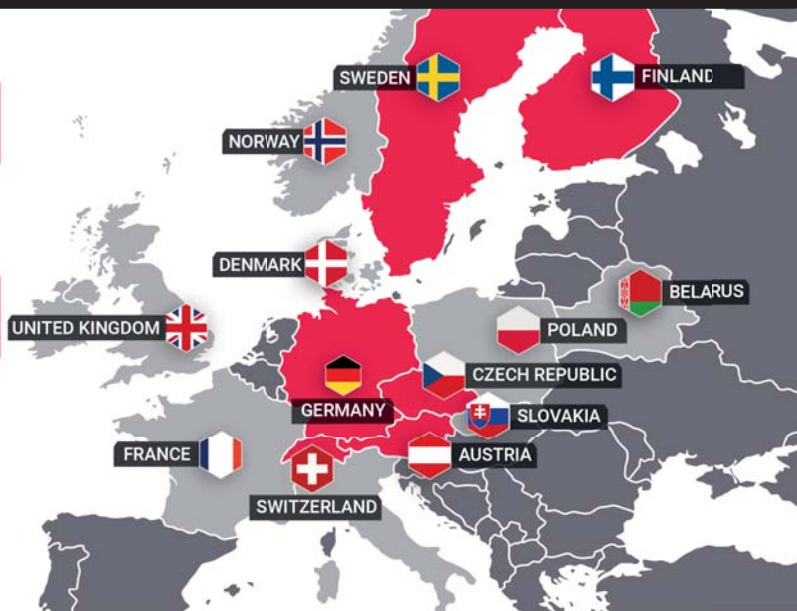 SWEDEN
FINLAND
NORWAY
DENMARK
BELARUS
UNITED KINGDOM
POLAND
CZECH REPUBLIC
GERMANY
SLOVAKIA
FRANCE
AUSTRIA
SWITZERLAND